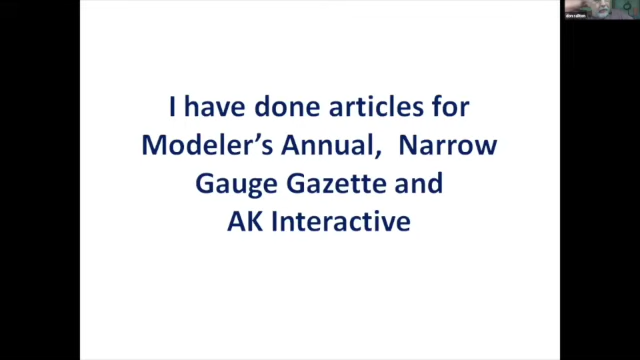 I have done articles for
Modeler's Annual,  Narrow
Gauge Gazette and
AK Interactive